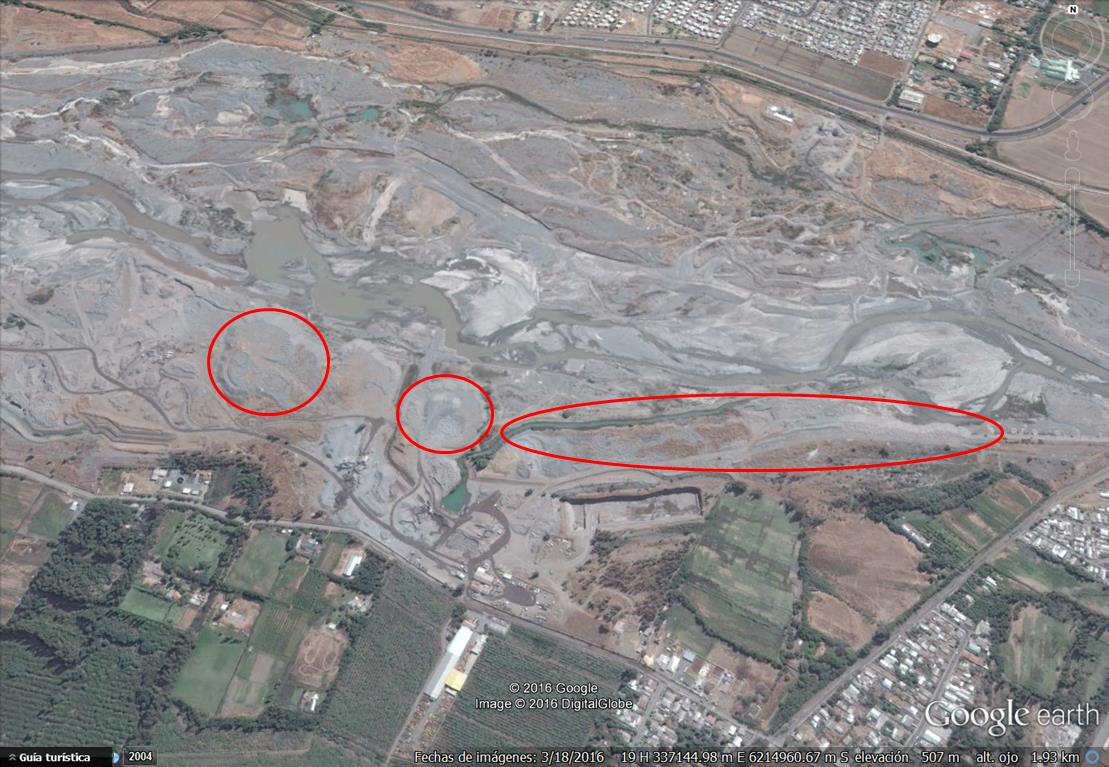 N
© 2016 Google
Image © 2016 DigitalGlobe
Google earth
Guía turística
2004
Fechas de imágenes: 3/18/2016 19 H 337144.98 m E 6214960.67 m S elevación 507 m alt. ojo 1.93 km